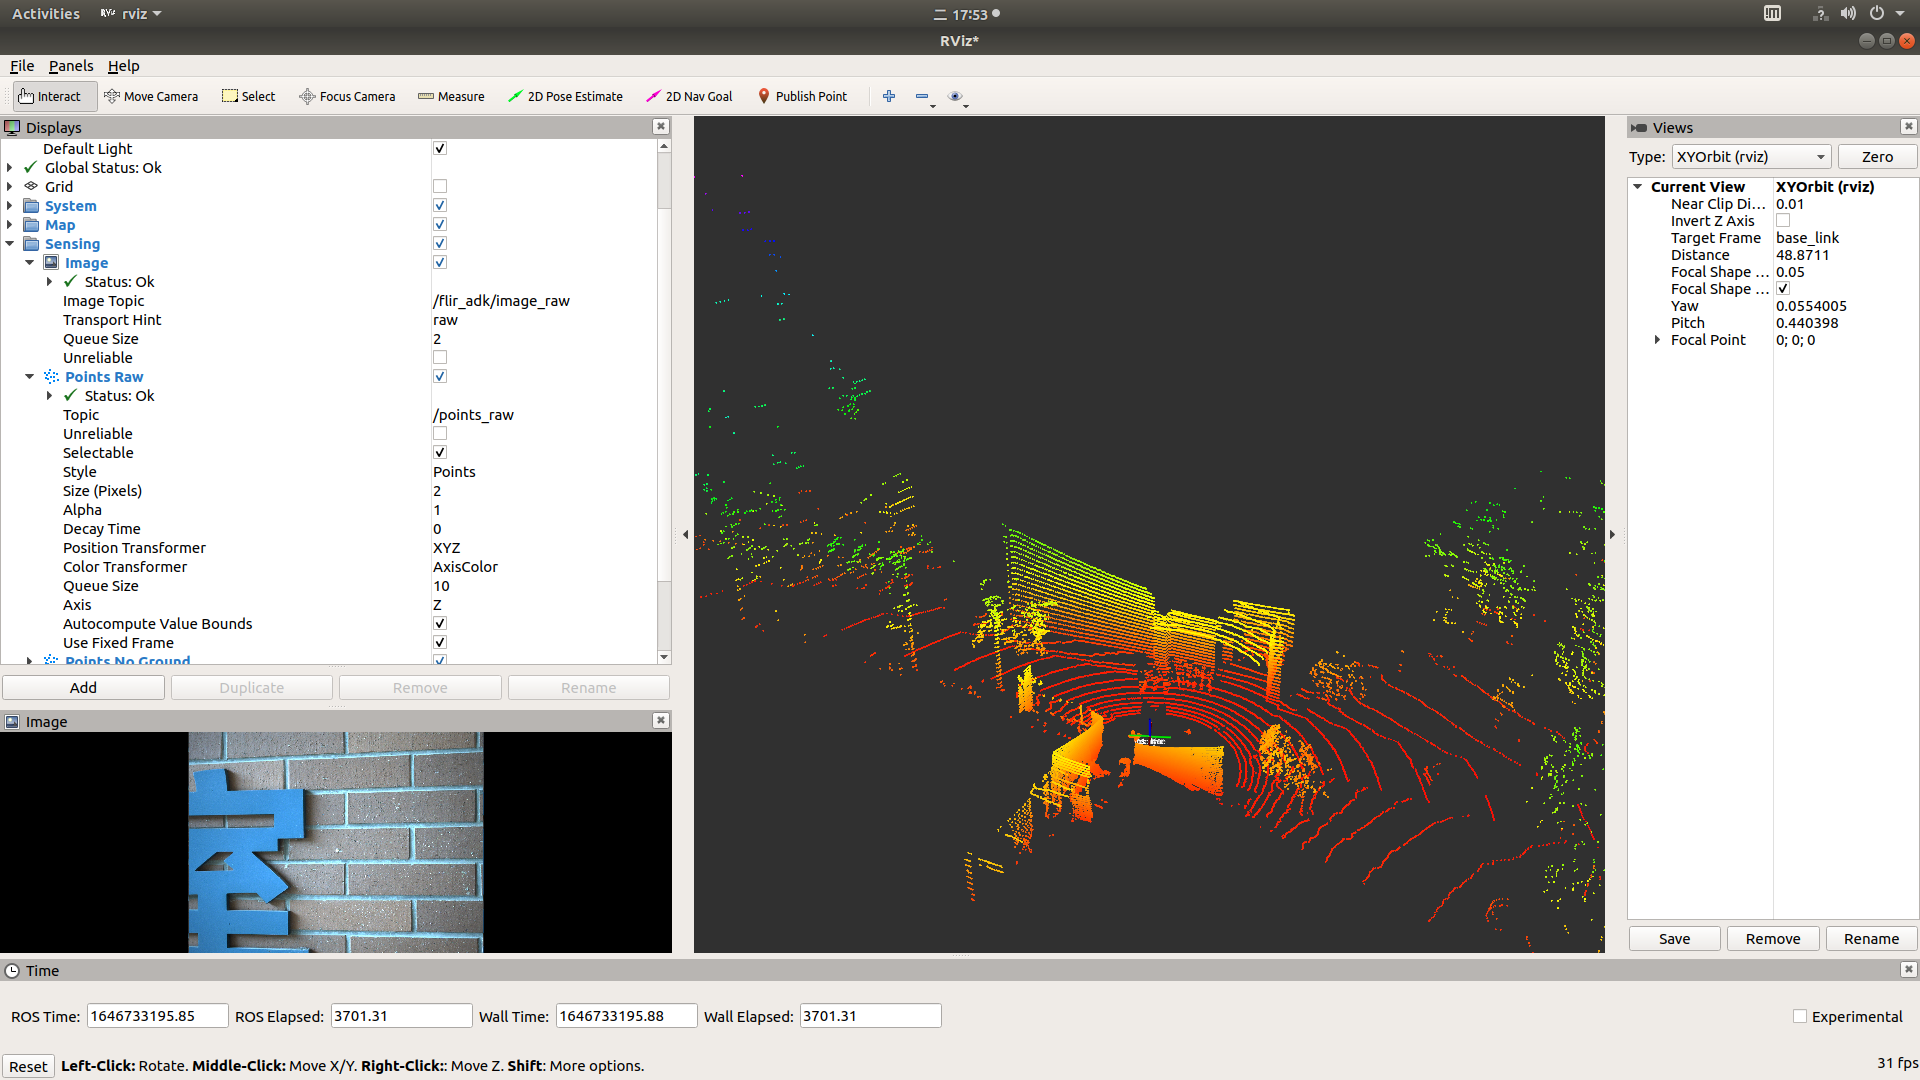 Activities rviz 二 17:53
RViz*
File Panels Help
Interact Move Camera Select Focus Camera Measure 2D Pose Estimate 2D Nav Goal Publish Point
Displays
Default Light
Global Status: Ok
Grid
System
Map
Sensing
Image
Status: Ok
Image Topic /flir_adk/image_raw
Transport Hint raw
Queue Size 2
Unreliable
Points Raw
Status: Ok
Topic /points_raw
Unreliable
Selectable
Style Points
Size (Pixels) 2
Alpha 1
Decay Time 0
Position Transformer XYZ
Color Transformer AxisColor
Queue Size 10
Axis Z
Autocompute Value Bounds
Use Fixed Frame
Points No Ground
Add Duplicate Remove Rename
Image
Views
Type: XYOrbit (rviz) Zero
Current View XYOrbit (rviz)
Near Clip Di... 0.01
Invert Z Axis
Target Frame base_link
Distance 48.8711
Focal Shape ... 0.05
Focal Shape ...
Yaw 0.0554005
Pitch 0.440398
Focal Point 0; 0; 0
Save Remove Rename
Time
ROS Time: 1646733195.85 ROS Elapsed: 3701.31 Wall Time: 1646733195.88 Wall Elapsed: 3701.31 Experimental
Reset Left-Click: Rotate. Middle-Click: Move X/Y. Right-Click:: Move Z. Shift: More options. 31 fps